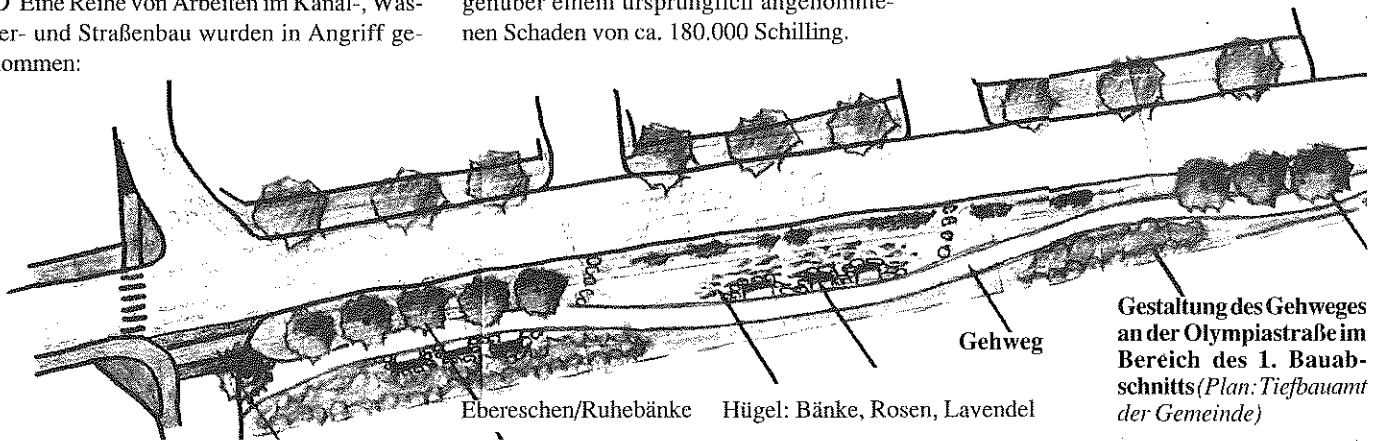 Eine Reihe von Arbeiten im Kanal-, Was-
er- und Straßenbau wurden in Angriff ge-
ommen:
genüber einem ursprünglich angenomme-
nen Schaden von ca. 180.000 Schilling.
Gehweg
Ebereschen/Ruhebänke
Hügel: Bänke, Rosen, Lavendel
Gestaltung des Gehweges
an der Olympiastraße im
Bereich des 1. Bauab-
schnitts (Plan: Tiefbauamt
der Gemeinde)